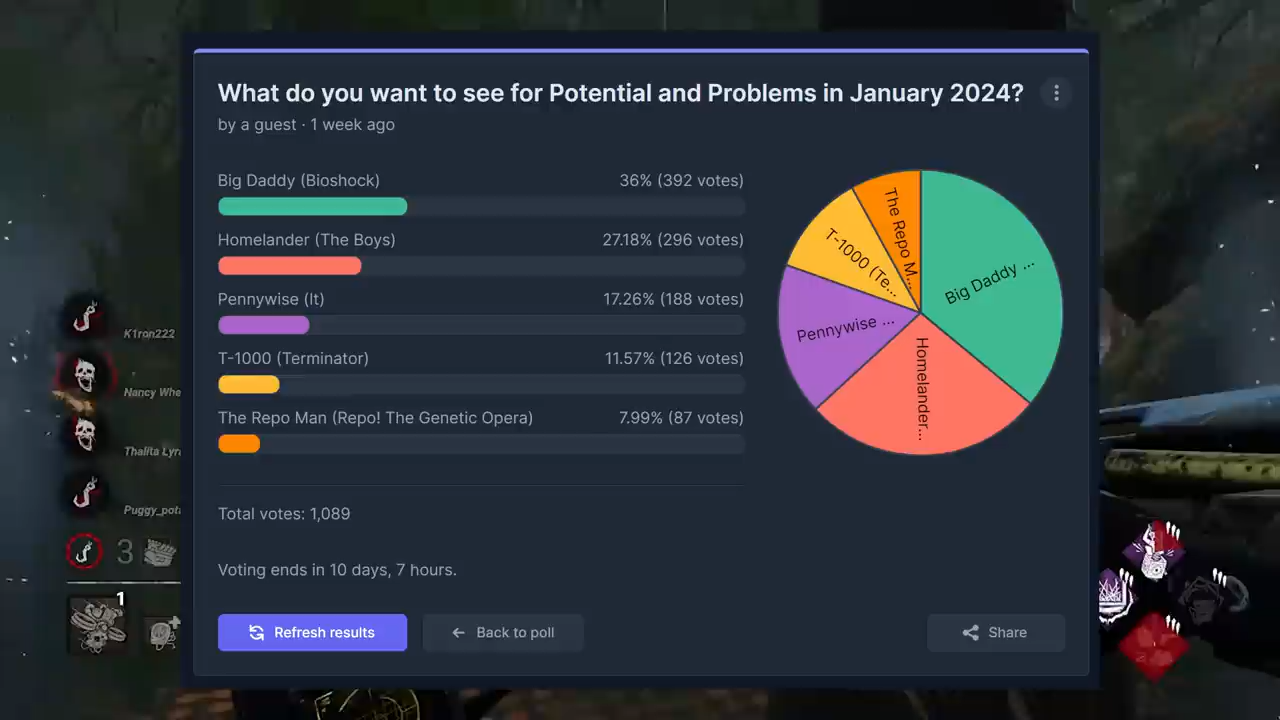 What do you want to see for Potential and Problems in January 2024?
by a guest · 1 week ago
Big Daddy (Bioshock) 36% (392 votes)
Homelander (The Boys) 27.18% (296 votes)
Pennywise (It) 17.26% (188 votes)
T-1000 (Terminator) 11.57% (126 votes)
The Repo Man (Repo! The Genetic Opera) 7.99% (87 votes)
Total votes: 1,089
Voting ends in 10 days, 7 hours.
Refresh results
Back to poll
Share
Big Daddy ...
Homelander...
Pennywise ...
T-1000 (Te...
The Repo M...
K1ron222
Nancy Whe
Thalita Lyr
Puggy_pot
3
1